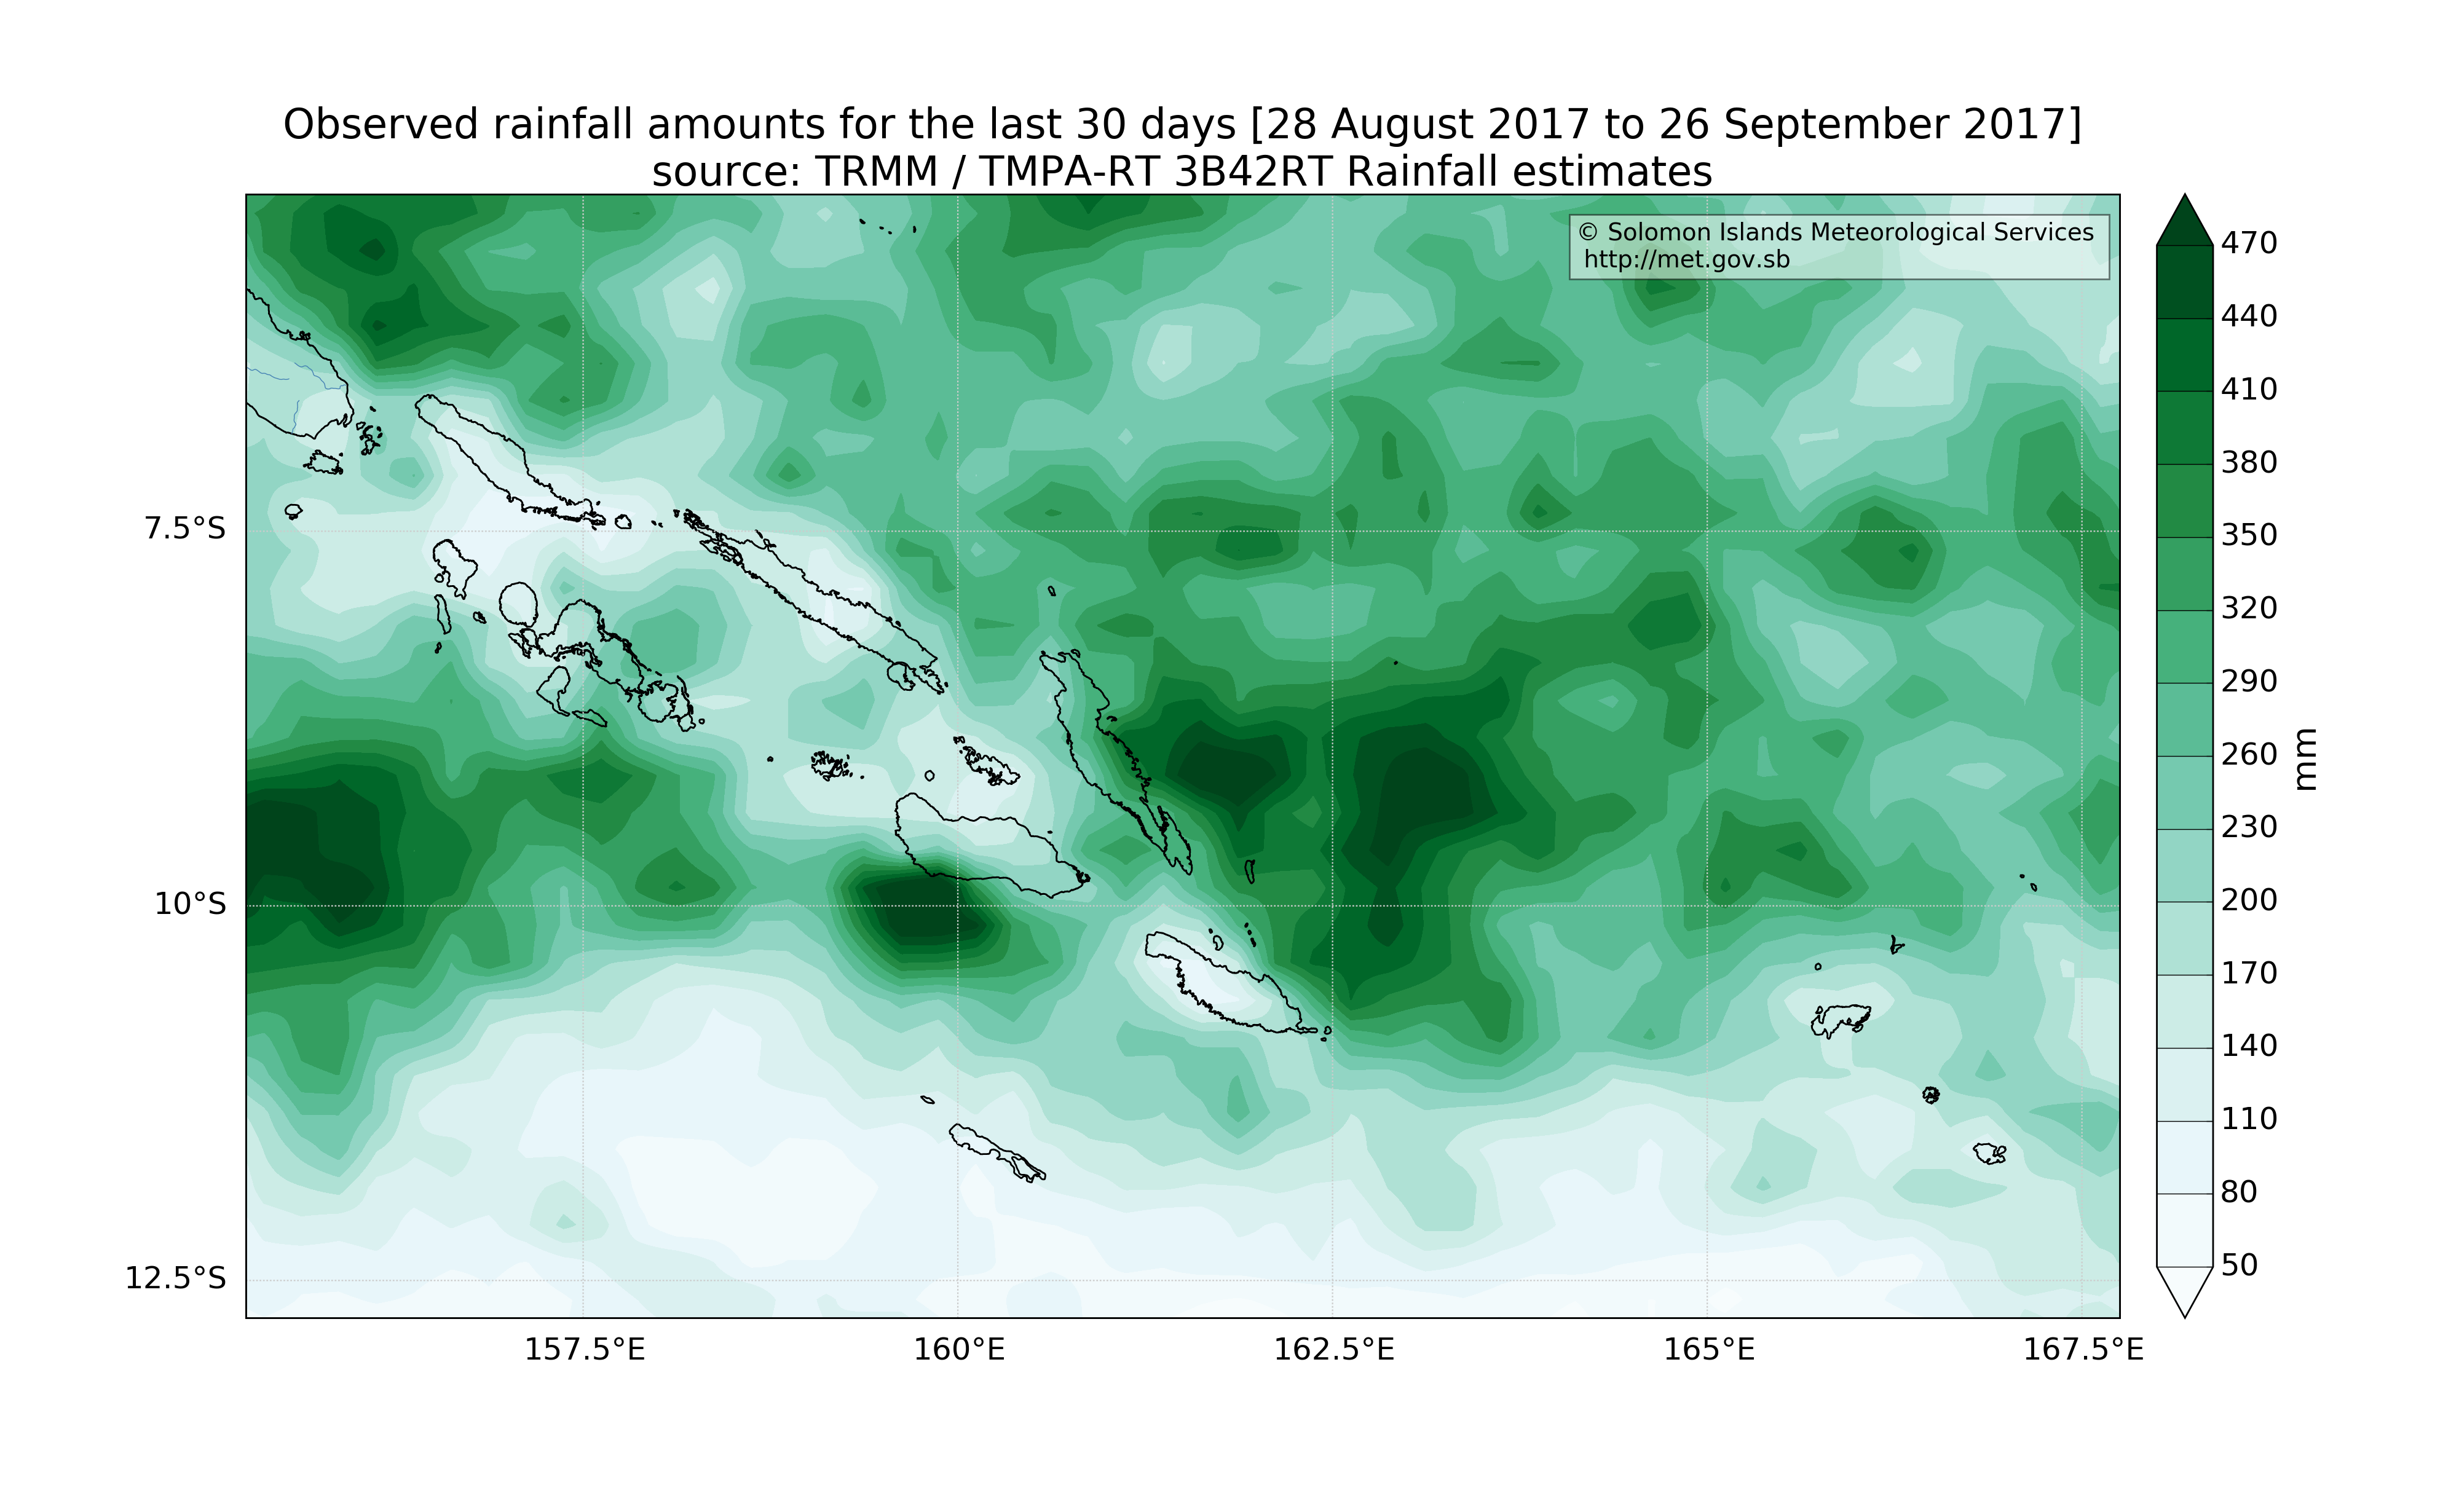 Observed rainfall amounts for the last 30 days [28 August 2017 to 26 September 2017]
source: TRMM / TMPA-RT 3B42RT Rainfall estimates
© Solomon Islands Meteorological Services
http://met.gov.sb
7.5°S
10°S
12.5°S
157.5°E
160°E
162.5°E
165°E
167.5°E
470
440
410
380
350
320
290
260
230
200
170
140
110
80
50
mm